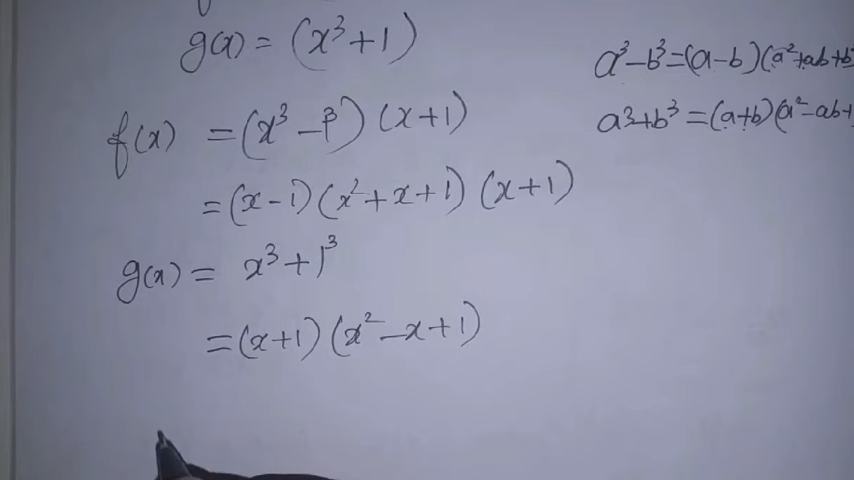 g(x) = (x³+1)
f(x) = (x³ - 1³) (x+1)
= (x-1) (x²+x+1) (x+1)
g(x) = x³+1³
= (x+1) (x²-x+1)
a³-b³=(a-b)(a²+ab+b
a³+b³=(a+b)(a²-ab+